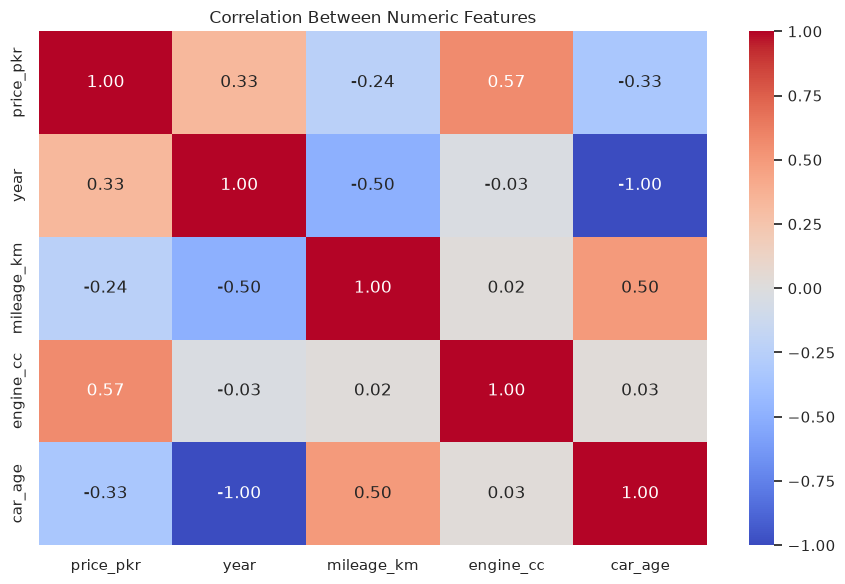 Correlation Between Numeric Features
price_pkr 1.00 0.33 -0.24 0.57 -0.33
year 0.33 1.00 -0.50 -0.03 -1.00
mileage_km -0.24 -0.50 1.00 0.02 0.50
engine_cc 0.57 -0.03 0.02 1.00 0.03
car_age -0.33 -1.00 0.50 0.03 1.00
price_pkr year mileage_km engine_cc car_age
1.00
0.75
0.50
0.25
0.00
−0.25
−0.50
−0.75
−1.00